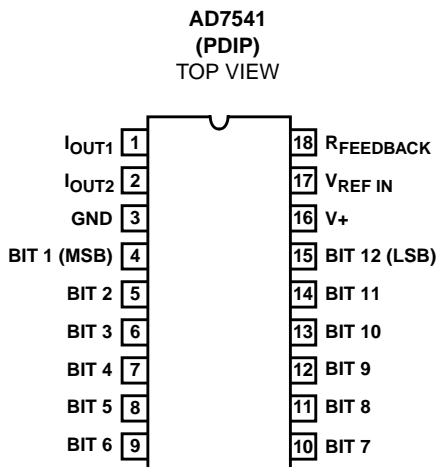 AD7541
(PDIP)
TOP VIEW
IOUT1 1 18 RFEEDBACK
IOUT2 2 17 VREF IN
GND 3 16 V+
BIT 1 (MSB) 4 15 BIT 12 (LSB)
BIT 2 5 14 BIT 11
BIT 3 6 13 BIT 10
BIT 4 7 12 BIT 9
BIT 5 8 11 BIT 8
BIT 6 9 10 BIT 7